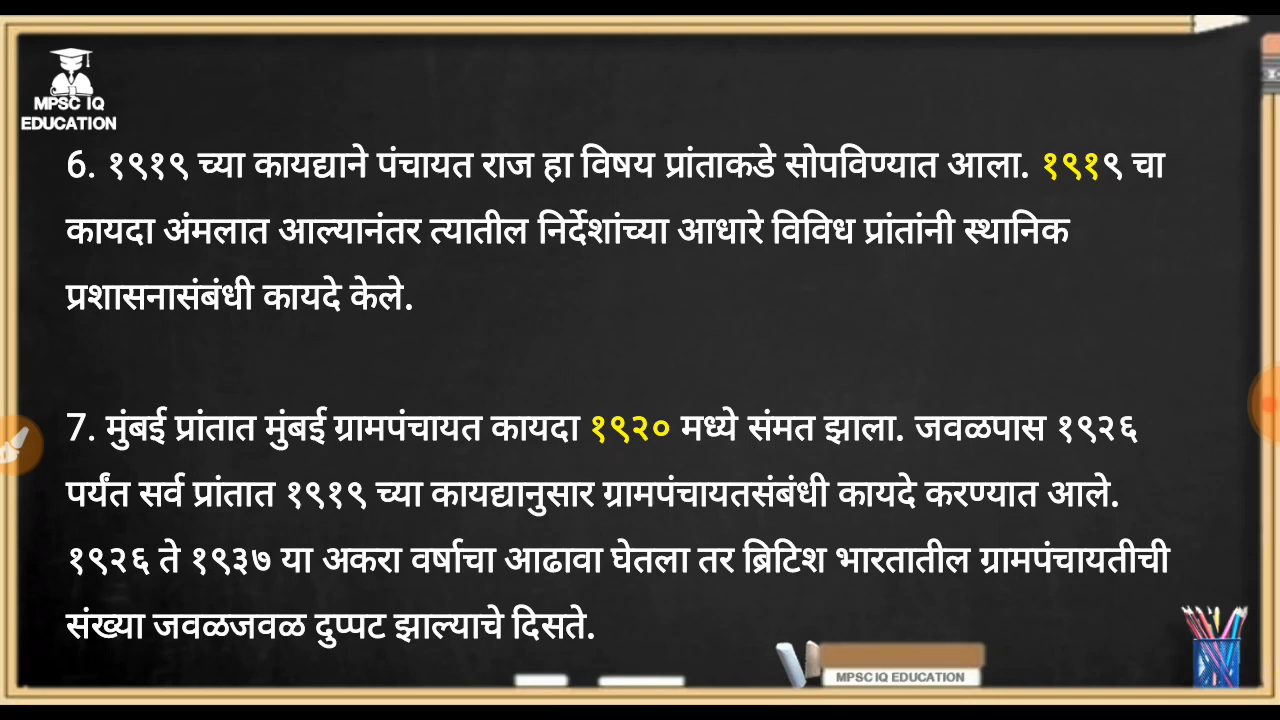 MPSC IQ
EDUCATION
6. १९१९ च्या कायद्याने पंचायत राज हा विषय प्रांताकडे सोपविण्यात आला. १९१९ चा
कायदा अंमलात आल्यानंतर त्यातील निर्देशांच्या आधारे विविध प्रांतांनी स्थानिक
प्रशासनासंबंधी कायदे केले.
7. मुंबई प्रांतात मुंबई ग्रामपंचायत कायदा १९२० मध्ये संमत झाला. जवळपास १९२६
पर्यंत सर्व प्रांतात १९१९ च्या कायद्यानुसार ग्रामपंचायतसंबंधी कायदे करण्यात आले.
१९२६ ते १९३७ या अकरा वर्षाचा आढावा घेतला तर ब्रिटिश भारतातील ग्रामपंचायतीची
संख्या जवळजवळ दुप्पट झाल्याचे दिसते.
MPSC IQ EDUCATION